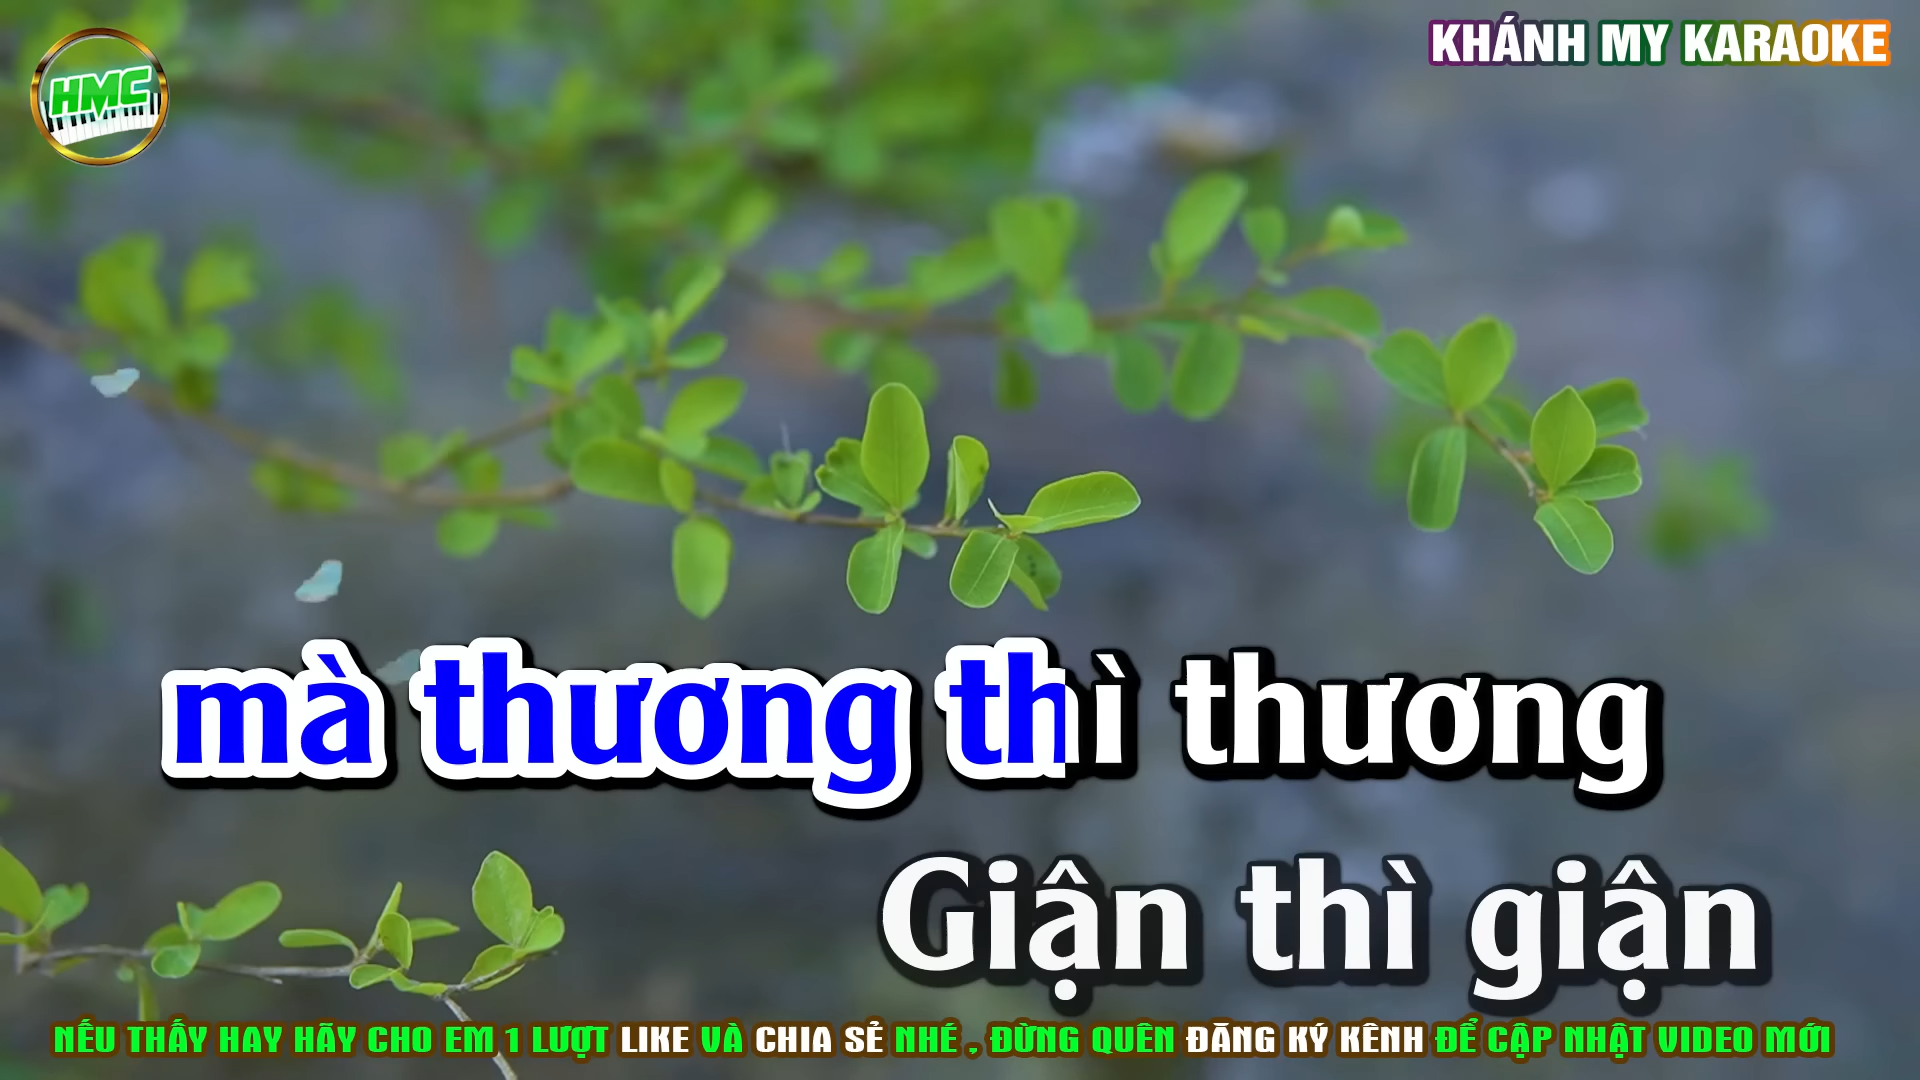 KHÁNH MY KARAOKE
HMC
mà thương thì thương
Giận thì giận
NẾU THẤY HAY HÃY CHO EM 1 LƯỢT LIKE VÀ CHIA SẺ NHÉ , ĐỪNG QUÊN ĐĂNG KÝ KÊNH ĐỂ CẬP NHẬT VIDEO MỚI